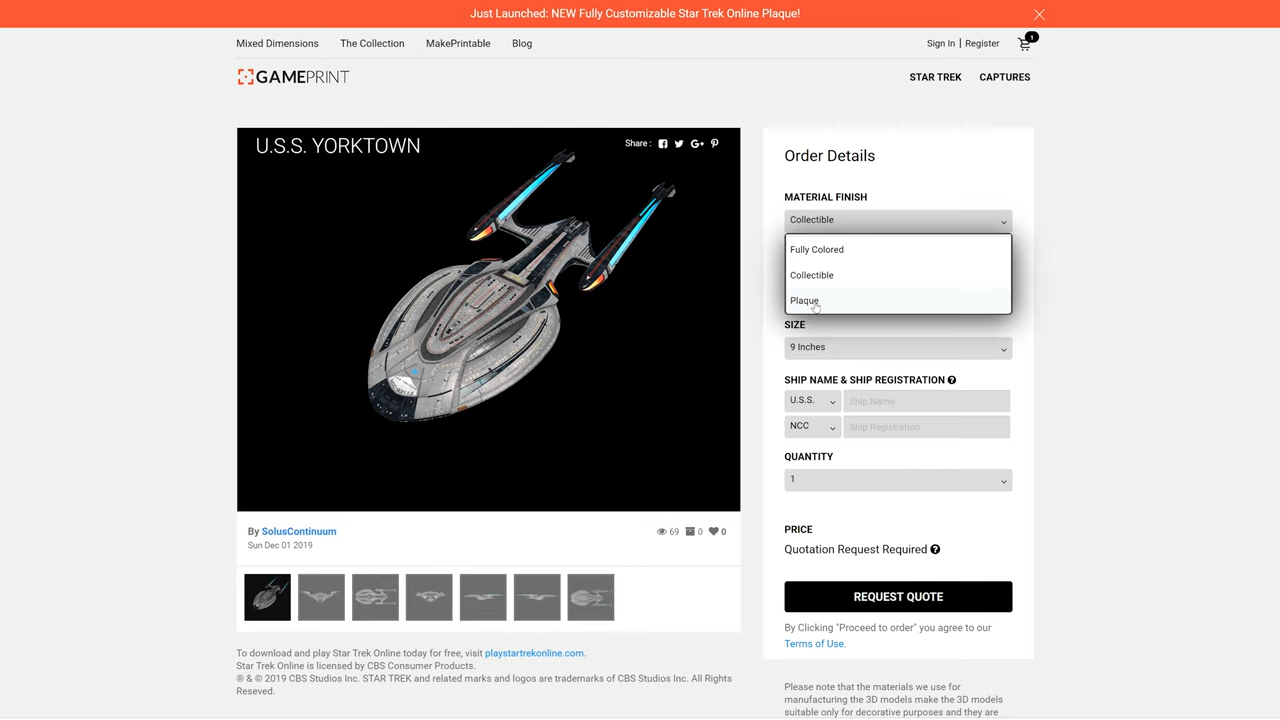 Just Launched: NEW Fully Customizable Star Trek Online Plaque!
Mixed Dimensions The Collection MakePrintable Blog Sign In | Register 1
GAMEPRINT STAR TREK CAPTURES
U.S.S. YORKTOWN Share :
Order Details
MATERIAL FINISH
Collectible
Fully Colored
Collectible
Plaque
SIZE
9 Inches
SHIP NAME & SHIP REGISTRATION
U.S.S. Ship Name
NCC Ship Registration
QUANTITY
1
PRICE
Quotation Request Required
REQUEST QUOTE
By Clicking "Proceed to order" you agree to our
Terms of Use.
Please note that the materials we use for
manufacturing the 3D models make the 3D models
suitable only for decorative purposes and they are
By SolusContinuum 69 0 0
Sun Dec 01 2019
To download and play Star Trek Online today for free, visit playstartrekonline.com.
Star Trek Online is licensed by CBS Consumer Products.
® & © 2019 CBS Studios Inc. STAR TREK and related marks and logos are trademarks of CBS Studios Inc. All Rights
Reseved.